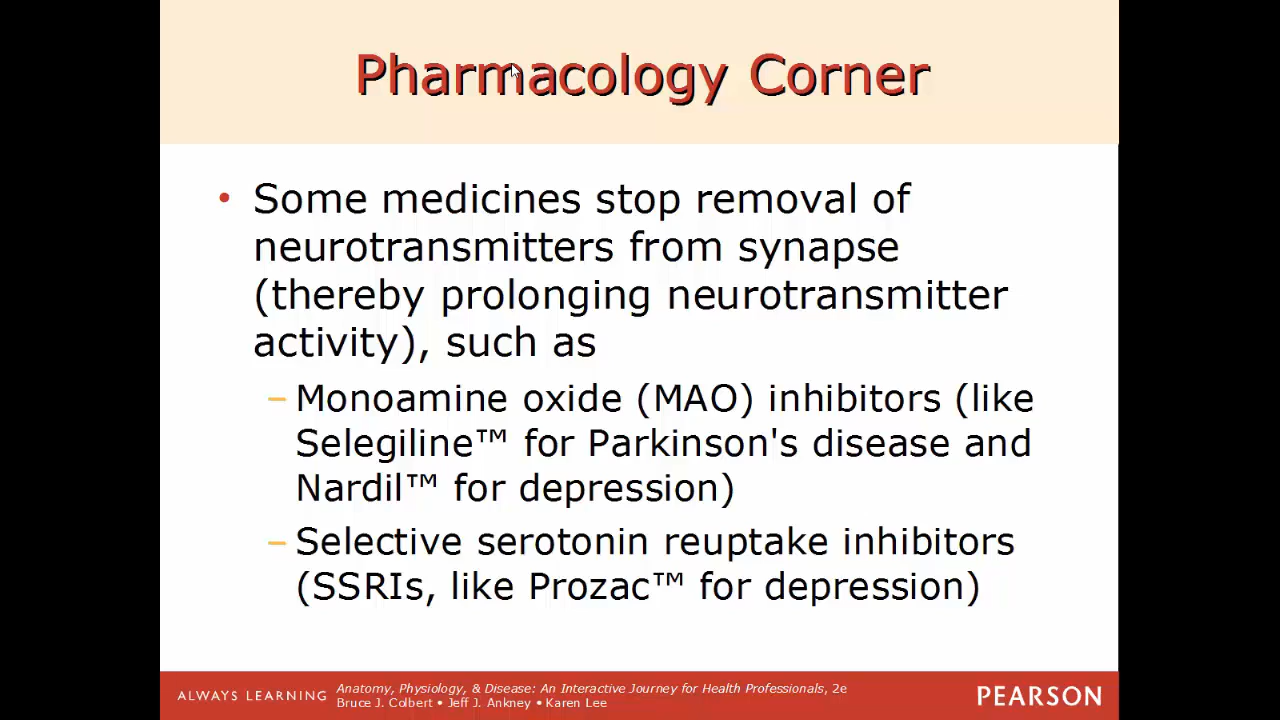 Pharmacology Corner
• Some medicines stop removal of
neurotransmitters from synapse
(thereby prolonging neurotransmitter
activity), such as
– Monoamine oxide (MAO) inhibitors (like
Selegiline™ for Parkinson's disease and
Nardil™ for depression)
– Selective serotonin reuptake inhibitors
(SSRIs, like Prozac™ for depression)
ALWAYS LEARNING
Anatomy, Physiology, & Disease: An Interactive Journey for Health Professionals, 2e
Bruce J. Colbert • Jeff J. Ankney • Karen Lee
PEARSON